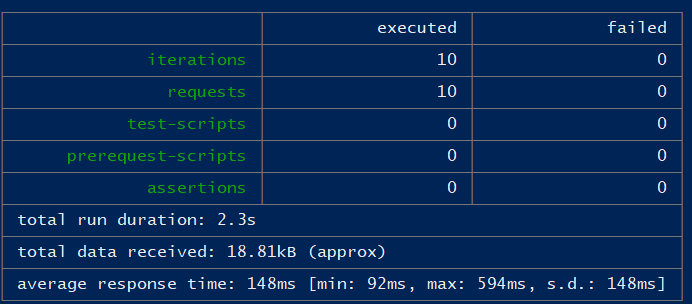 executed failed
iterations 10 0
requests 10 0
test-scripts 0 0
prerequest-scripts 0 0
assertions 0 0
total run duration: 2.3s
total data received: 18.81kB (approx)
average response time: 148ms [min: 92ms, max: 594ms, s.d.: 148ms]